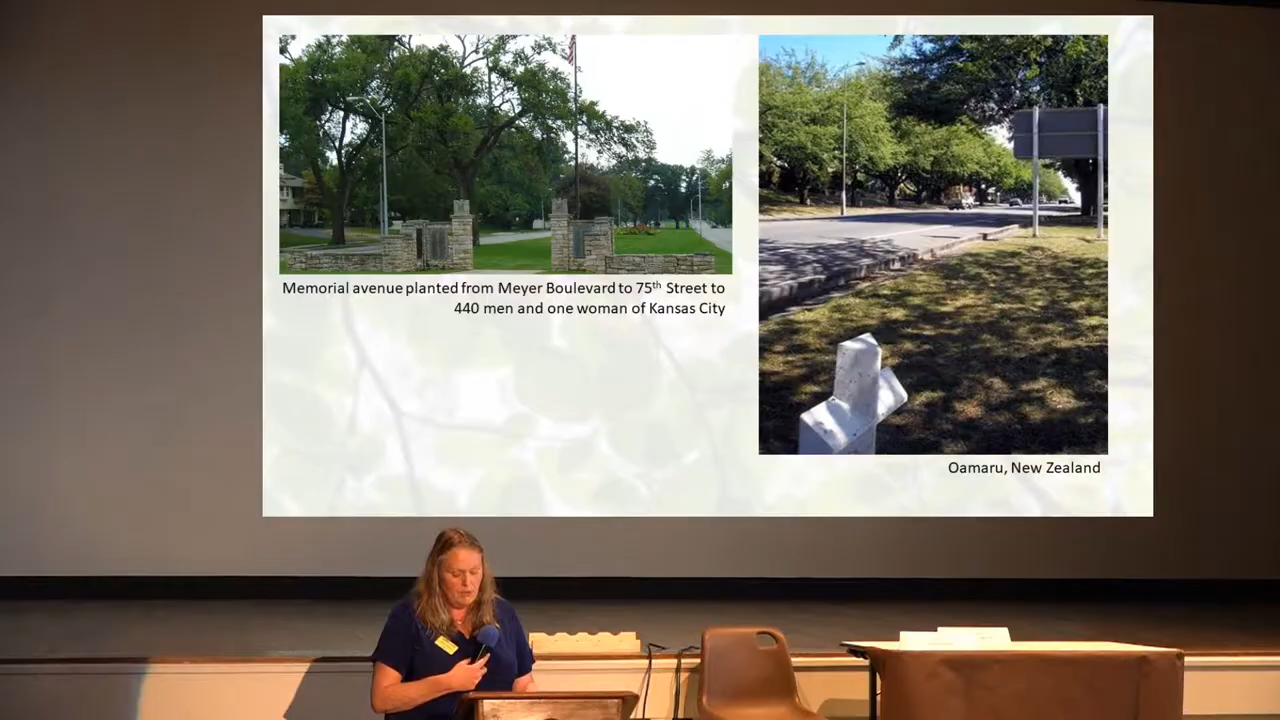 Memorial avenue planted from Meyer Boulevard to 75th Street to
440 men and one woman of Kansas City
Oamaru, New Zealand